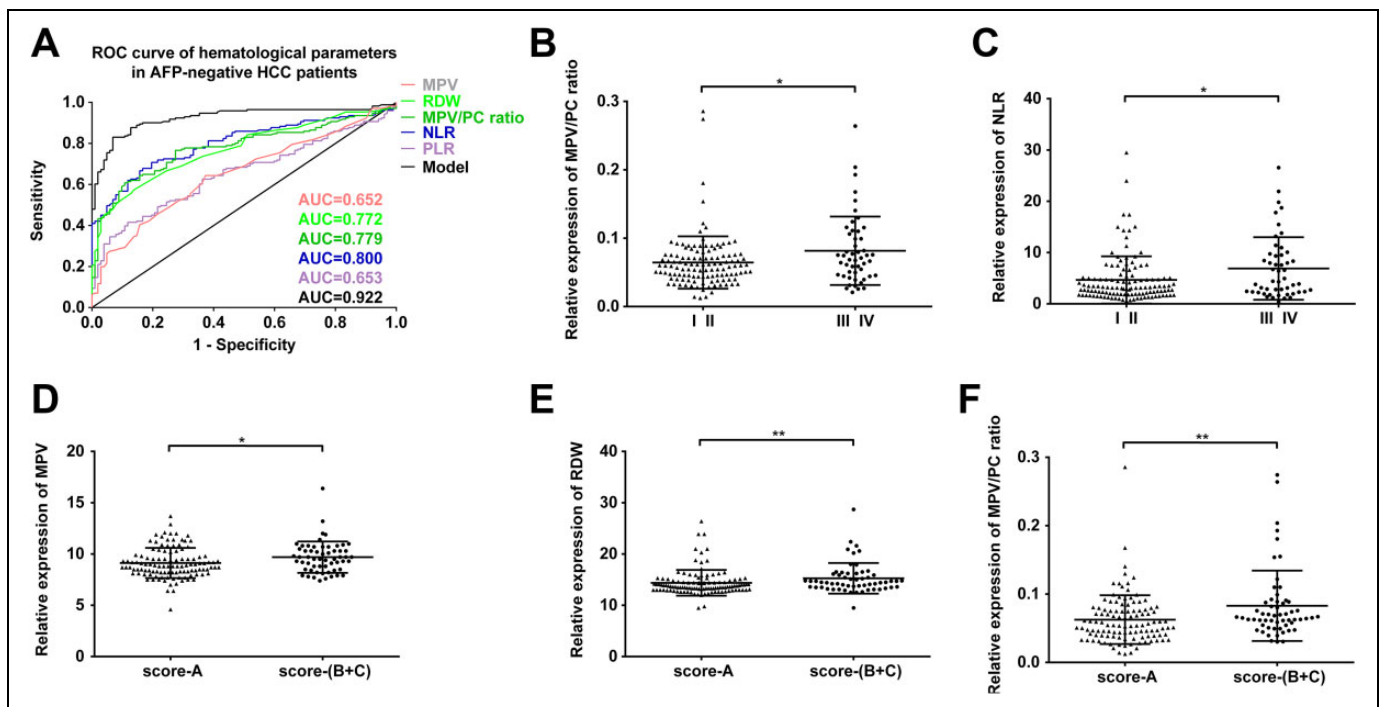 A
ROC curve of hematological parameters
in AFP-negative HCC patients
MPV
RDW
MPV/PC ratio
NLR
PLR
Model
Sensitivity
1.0
0.8
0.6
0.4
0.2
0.0
AUC=0.652
AUC=0.772
AUC=0.779
AUC=0.800
AUC=0.653
AUC=0.922
0.0 0.2 0.4 0.6 0.8 1.0
1 - Specificity
B
Relative expression of MPV/PC ratio
*
0.3
0.2
0.1
0.0
I II III IV
C
Relative expression of NLR
*
40
30
20
10
0
I II III IV
D
Relative expression of MPV
*
20
15
10
5
0
score-A score-(B+C)
E
Relative expression of RDW
**
40
30
20
10
0
score-A score-(B+C)
F
Relative expression of MPV/PC ratio
**
0.3
0.2
0.1
0.0
score-A score-(B+C)